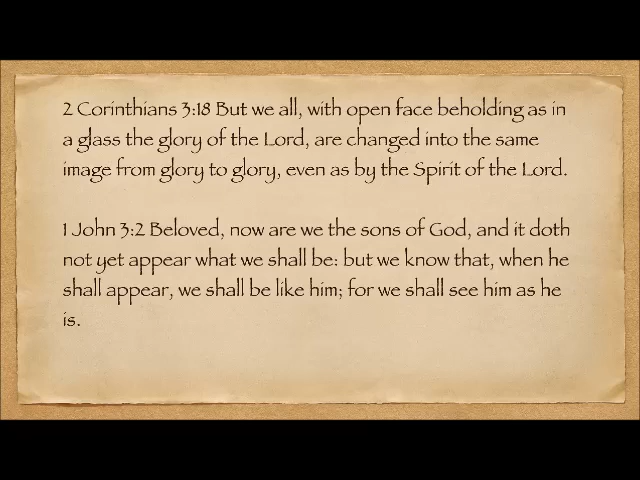 2 Corinthians 3:18 But we all, with open face beholding as in
a glass the glory of the Lord, are changed into the same
image from glory to glory, even as by the Spirit of the Lord.
1 John 3:2 Beloved, now are we the sons of God, and it doth
not yet appear what we shall be: but we know that, when he
shall appear, we shall be like him; for we shall see him as he
is.